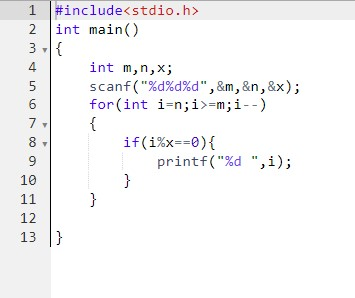 1 #include<stdio.h>
2 int main()
3 {
4     int m,n,x;
5     scanf("%d%d%d",&m,&n,&x);
6     for(int i=n;i>=m;i--)
7     {
8         if(i%x==0){
9             printf("%d ",i);
10         }
11     }
12
13 }